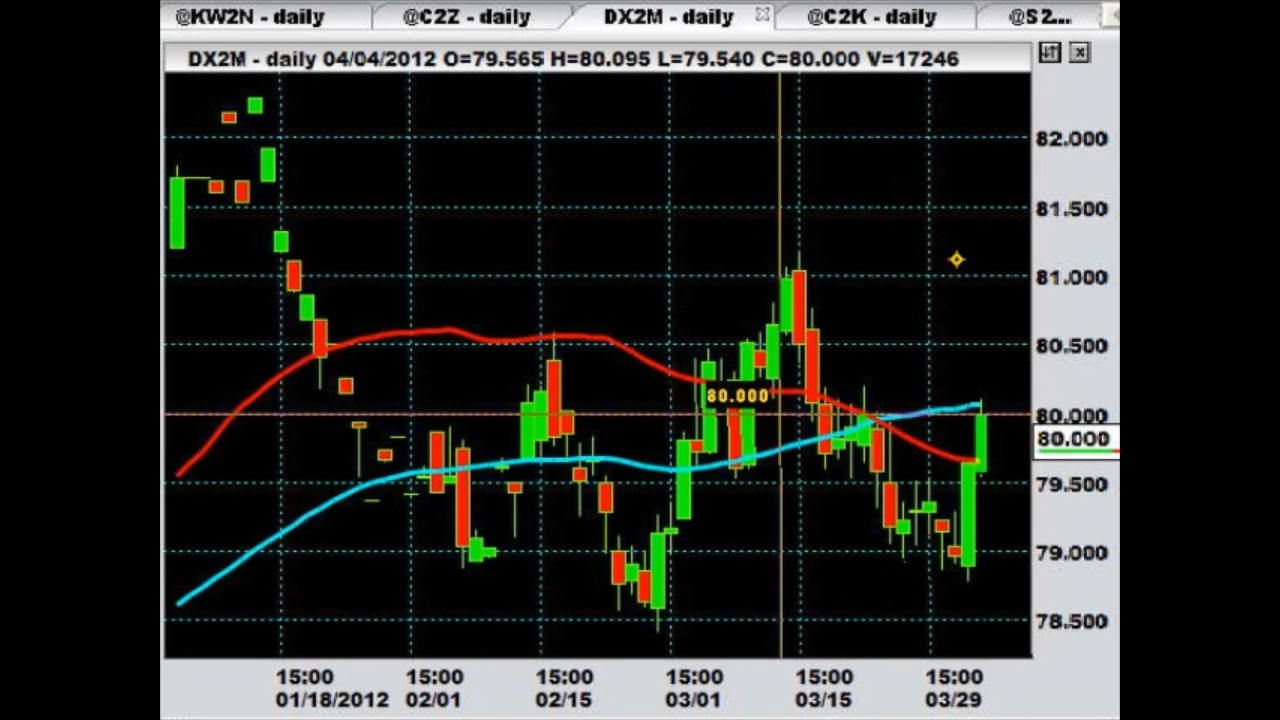 @KW2N - daily
@C2Z - daily
DX2M - daily
@C2K - daily
@S2...
DX2M - daily 04/04/2012 O=79.565 H=80.095 L=79.540 C=80.000 V=17246
82.000
81.500
81.000
80.500
80.000
80.000
80.000
79.500
79.000
78.500
15:00 15:00 15:00 15:00 15:00 15:00
01/18/2012 02/01 02/15 03/01 03/15 03/29